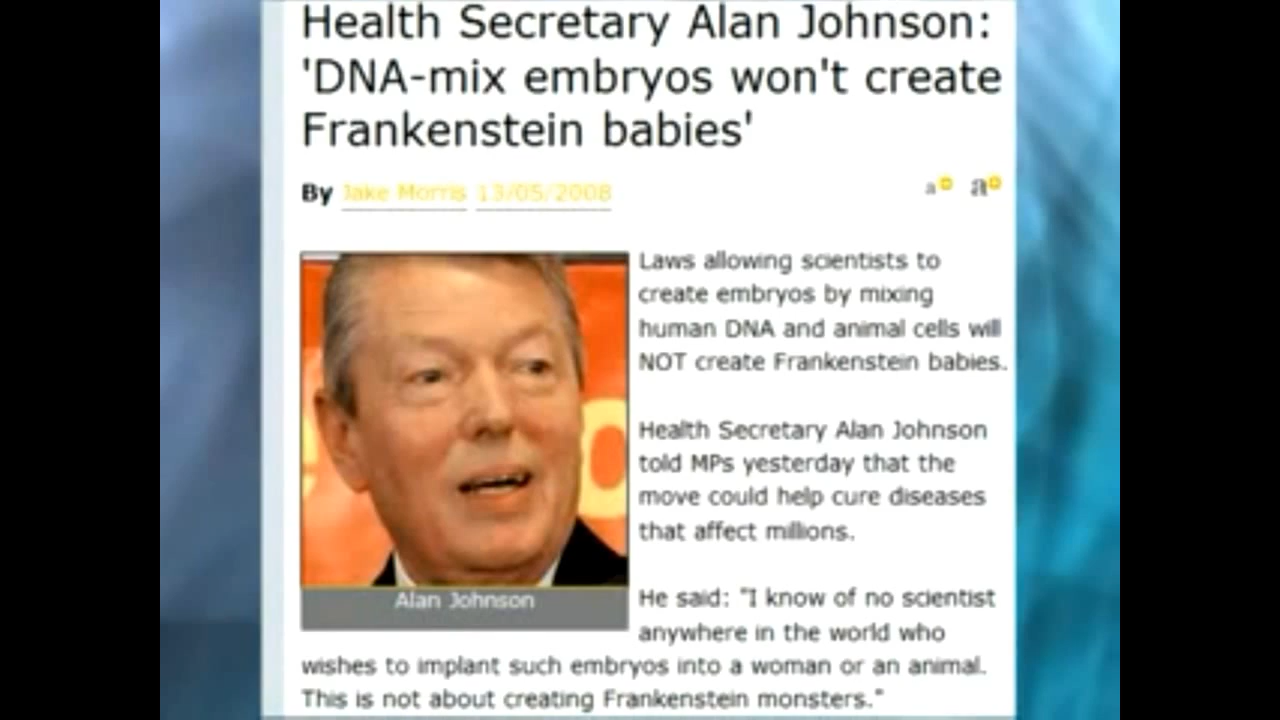 Health Secretary Alan Johnson:
'DNA-mix embryos won't create
Frankenstein babies'
By Jake Morris 13/05/2008
a a
Laws allowing scientists to
create embryos by mixing
human DNA and animal cells will
NOT create Frankenstein babies.
Health Secretary Alan Johnson
told MPs yesterday that the
move could help cure diseases
that affect millions.
Alan Johnson
He said: "I know of no scientist
anywhere in the world who
wishes to implant such embryos into a woman or an animal.
This is not about creating Frankenstein monsters."